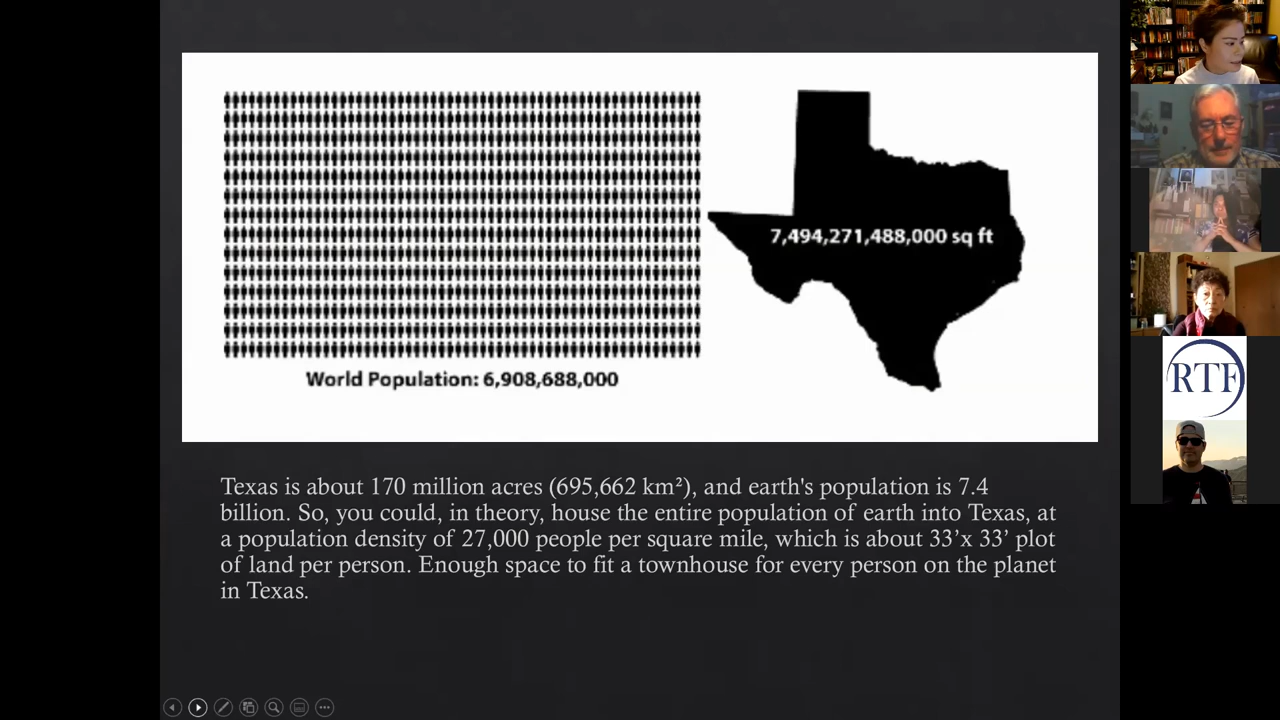 7,494,271,488,000 sq ft
World Population: 6,908,688,000
Texas is about 170 million acres (695,662 km²), and earth's population is 7.4
billion. So, you could, in theory, house the entire population of earth into Texas, at
a population density of 27,000 people per square mile, which is about 33’x 33’ plot
of land per person. Enough space to fit a townhouse for every person on the planet
in Texas.
RTF